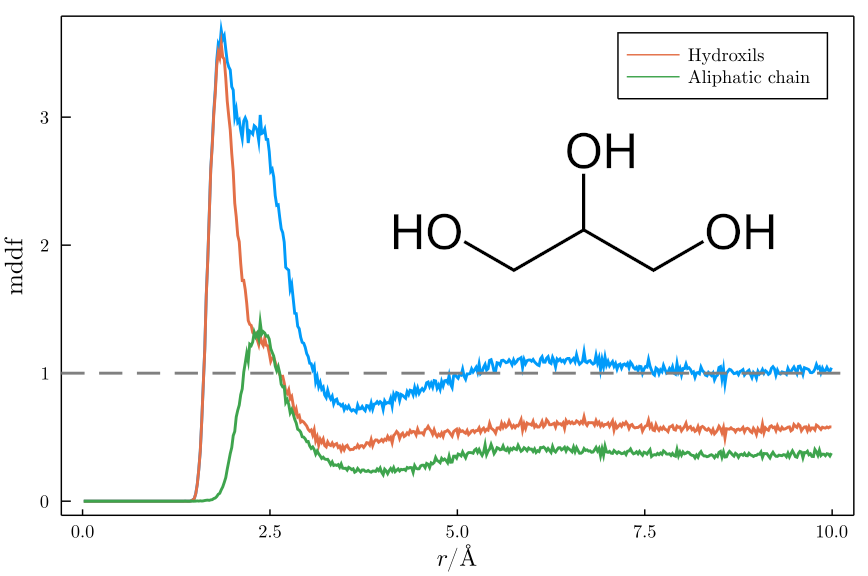 Hydroxils
Aliphatic chain
OH
HO
OH
3
2
1
0
mddf
0.0
2.5
5.0
7.5
10.0
r/Å